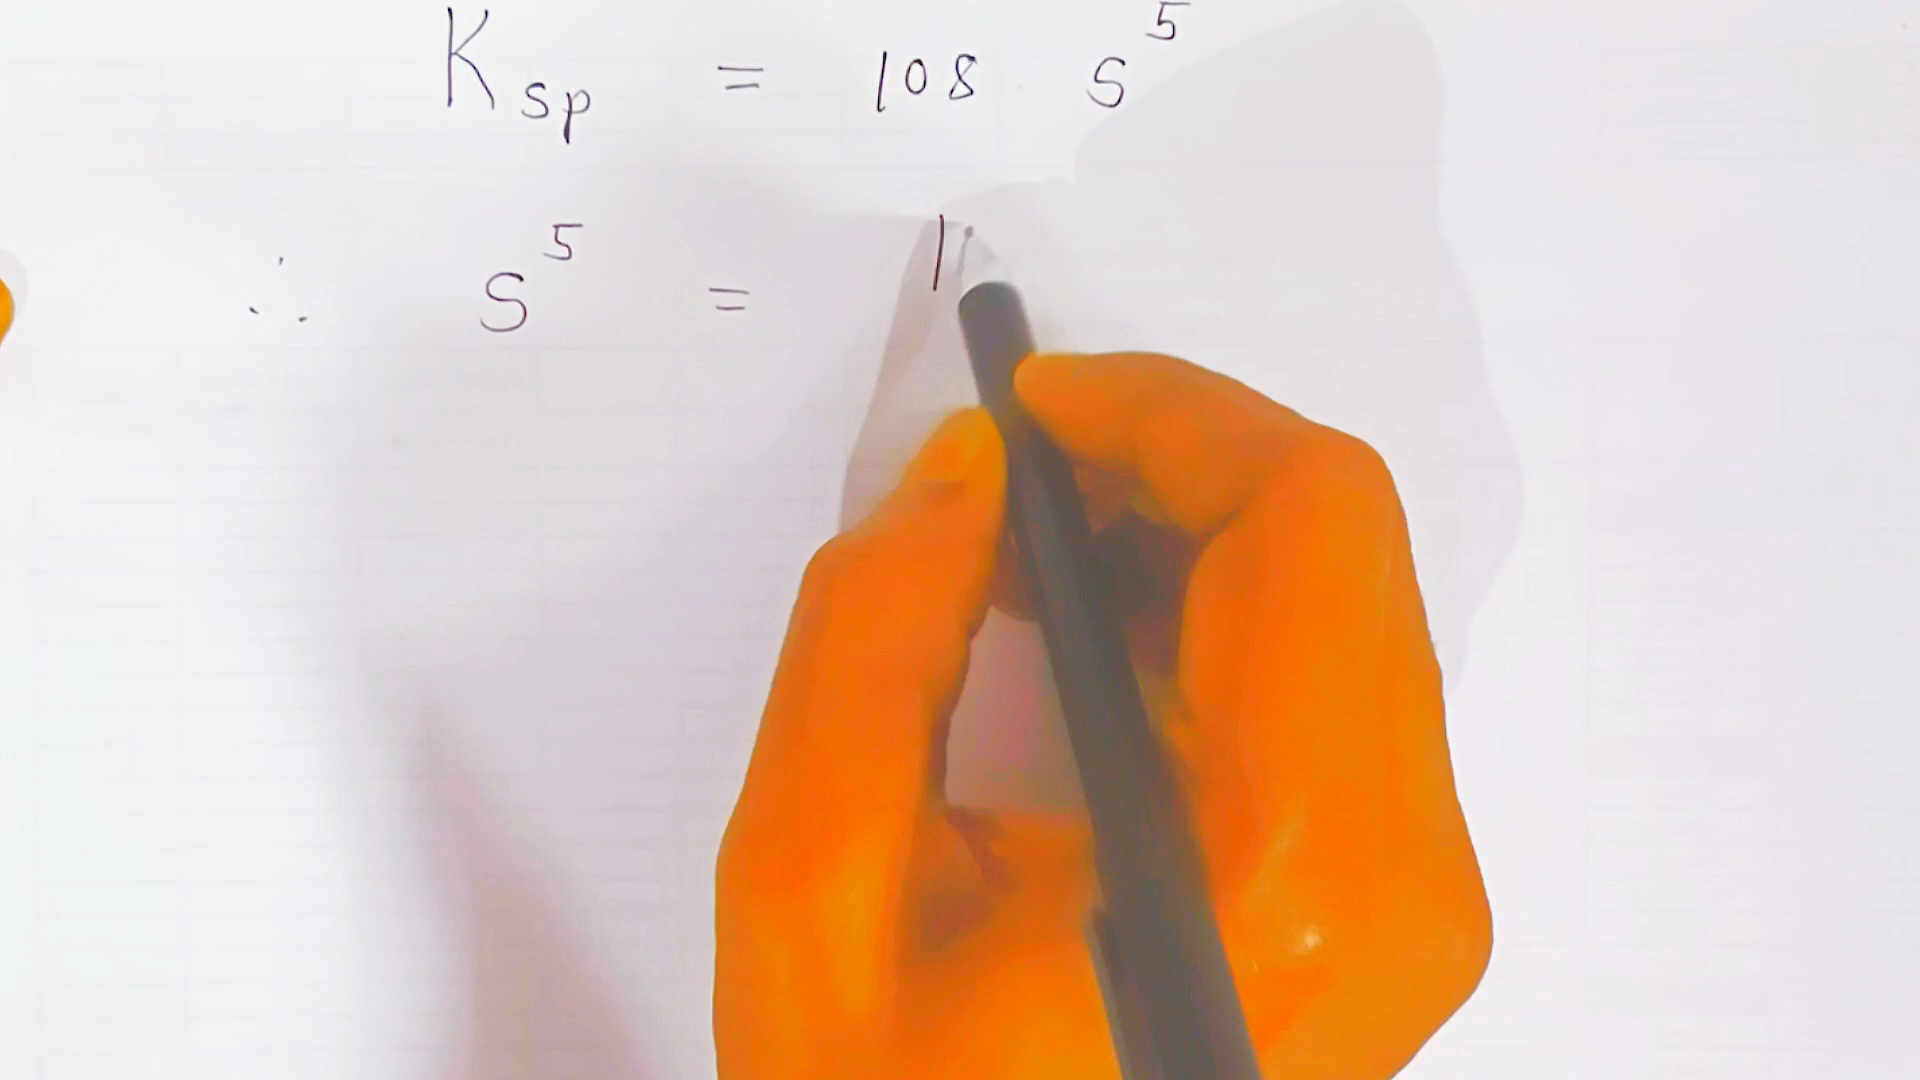 Ksp = 108 s⁵
∴ s⁵ =